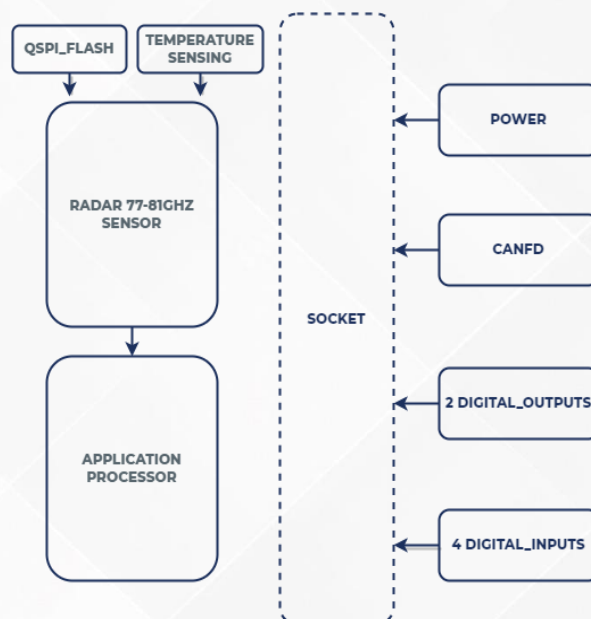 QSPI_FLASH
TEMPERATURE
SENSING
RADAR 77-81GHZ
SENSOR
APPLICATION
PROCESSOR
SOCKET
POWER
CANFD
2 DIGITAL_OUTPUTS
4 DIGITAL_INPUTS